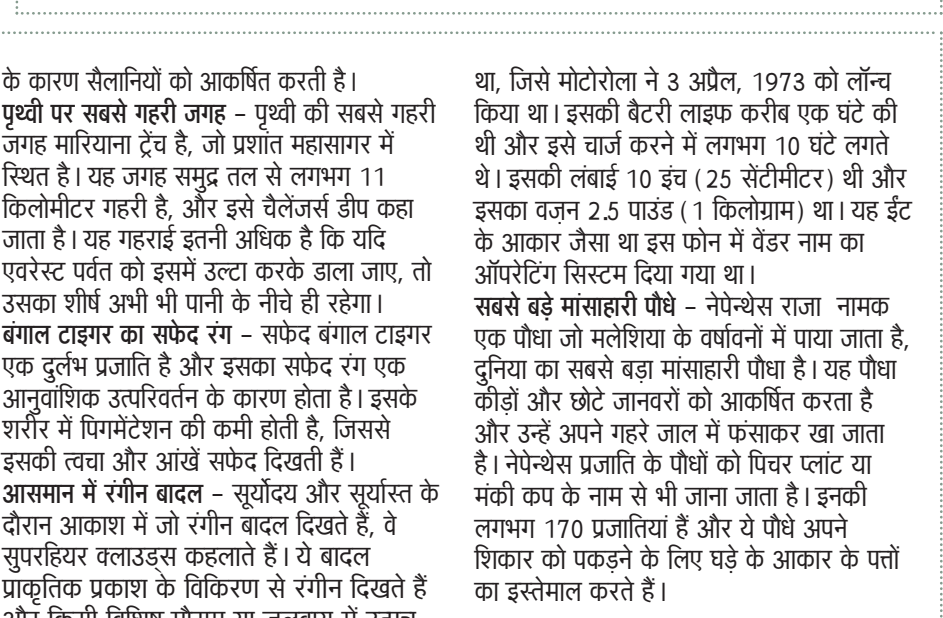 के कारण सैलानियों को आकर्षित करती है।
पृथ्वी पर सबसे गहरी जगह – पृथ्वी की सबसे गहरी
जगह मारियाना ट्रेंच है, जो प्रशांत महासागर में
स्थित है। यह जगह समुद्र तल से लगभग 11
किलोमीटर गहरी है, और इसे चैलेंजर्स डीप कहा
जाता है। यह गहराई इतनी अधिक है कि यदि
एवरेस्ट पर्वत को इसमें उल्टा करके डाला जाए, तो
उसका शीर्ष अभी भी पानी के नीचे ही रहेगा।
बंगाल टाइगर का सफेद रंग – सफेद बंगाल टाइगर
एक दुर्लभ प्रजाति है और इसका सफेद रंग एक
आनुवांशिक उत्परिवर्तन के कारण होता है। इसके
शरीर में पिगमेंटेशन की कमी होती है, जिससे
इसकी त्वचा और आंखें सफेद दिखती हैं।
आसमान में रंगीन बादल – सूर्योदय और सूर्यास्त के
दौरान आकाश में जो रंगीन बादल दिखते हैं, वे
सुपरहियर क्लाउड्स कहलाते हैं। ये बादल
प्राकृतिक प्रकाश के विकिरण से रंगीन दिखते हैं
था, जिसे मोटोरोला ने 3 अप्रैल, 1973 को लॉन्च
किया था। इसकी बैटरी लाइफ करीब एक घंटे की
थी और इसे चार्ज करने में लगभग 10 घंटे लगते
थे। इसकी लंबाई 10 इंच (25 सेंटीमीटर) थी और
इसका वज़न 2.5 पाउंड (1 किलोग्राम) था। यह ईंट
के आकार जैसा था इस फोन में वेंडर नाम का
ऑपरेटिंग सिस्टम दिया गया था।
सबसे बड़े मांसाहारी पौधे – नेपेन्थेस राजा नामक
एक पौधा जो मलेशिया के वर्षावनों में पाया जाता है,
दुनिया का सबसे बड़ा मांसाहारी पौधा है। यह पौधा
कीड़ों और छोटे जानवरों को आकर्षित करता है
और उन्हें अपने गहरे जाल में फंसाकर खा जाता
है। नेपेन्थेस प्रजाति के पौधों को पिचर प्लांट या
मंकी कप के नाम से भी जाना जाता है। इनकी
लगभग 170 प्रजातियां हैं और ये पौधे अपने
शिकार को पकड़ने के लिए घड़े के आकार के पत्तों
का इस्तेमाल करते हैं।